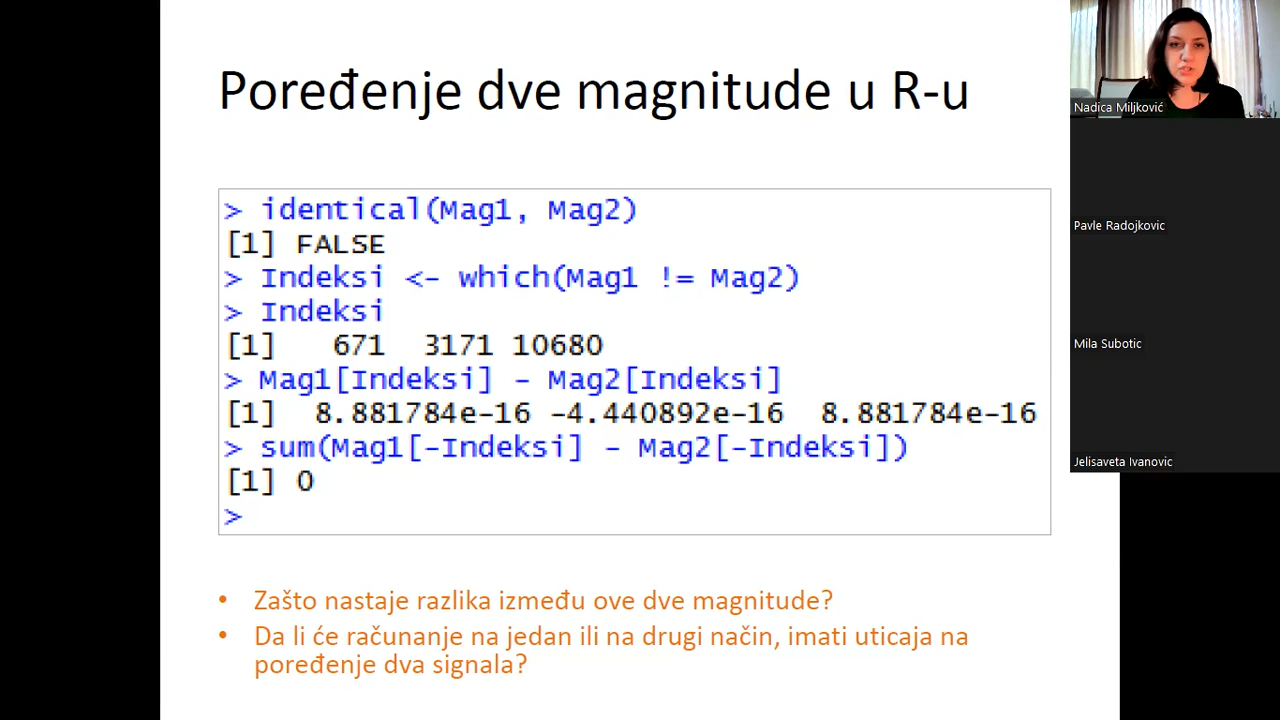 Poređenje dve magnitude u R-u
> identical(Mag1, Mag2)
[1] FALSE
> Indeksi <- which(Mag1 != Mag2)
> Indeksi
[1] 671 3171 10680
> Mag1[Indeksi] - Mag2[Indeksi]
[1] 8.881784e-16 -4.440892e-16 8.881784e-16
> sum(Mag1[-Indeksi] - Mag2[-Indeksi])
[1] 0
>
• Zašto nastaje razlika između ove dve magnitude?
• Da li će računanje na jedan ili na drugi način, imati uticaja na
poređenje dva signala?
Nadica Miljković
Pavle Radojkovic
Mila Subotic
Jelisaveta Ivanovic